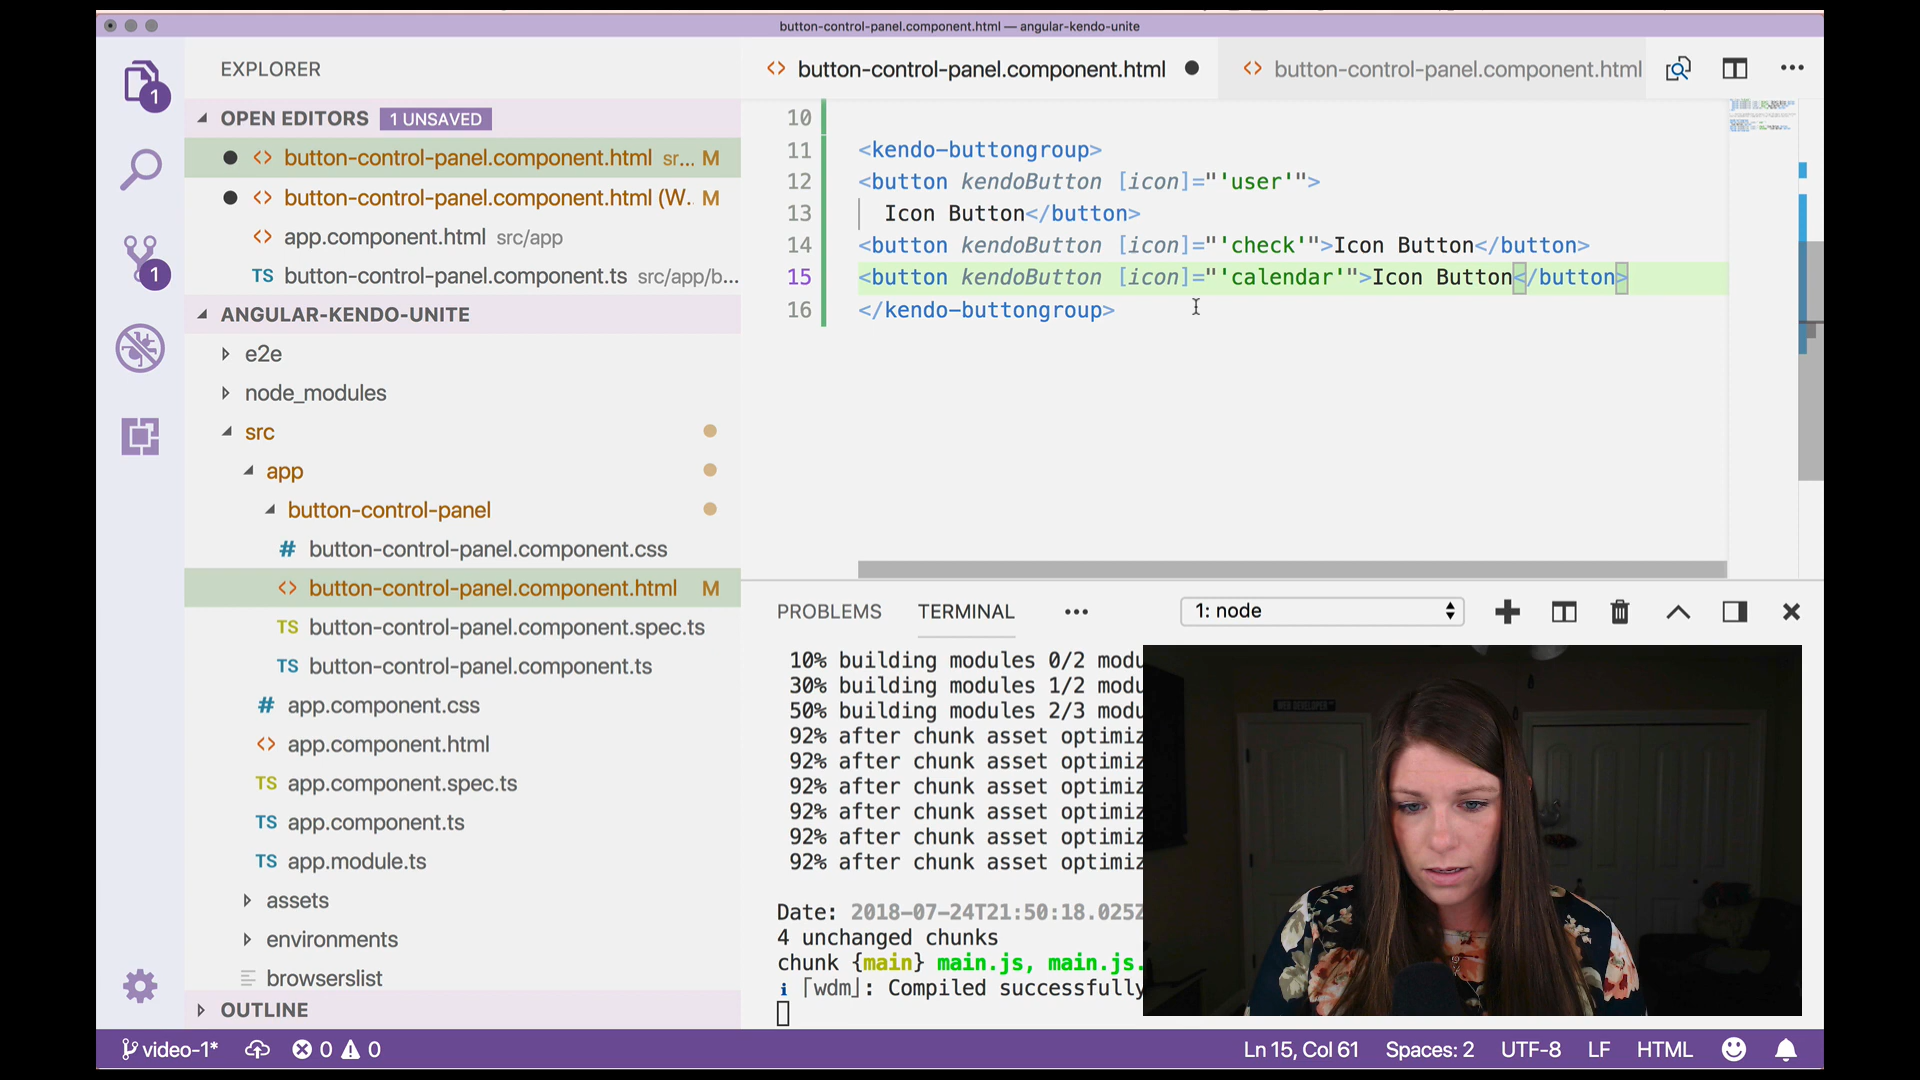 button-control-panel.component.html — angular-kendo-unite
EXPLORER
OPEN EDITORS 1 UNSAVED
button-control-panel.component.html sr... M
button-control-panel.component.html (W. M
app.component.html src/app
TS button-control-panel.component.ts src/app/b...
ANGULAR-KENDO-UNITE
e2e
node_modules
src
app
button-control-panel
# button-control-panel.component.css
<> button-control-panel.component.html M
TS button-control-panel.component.spec.ts
TS button-control-panel.component.ts
# app.component.css
<> app.component.html
TS app.component.spec.ts
TS app.component.ts
TS app.module.ts
assets
environments
browserslist
OUTLINE
1
1
<> button-control-panel.component.html
<> button-control-panel.component.html
10
11 <kendo-buttongroup>
12 <button kendoButton [icon]="'user'">
13 Icon Button</button>
14 <button kendoButton [icon]="'check'">Icon Button</button>
15 <button kendoButton [icon]="'calendar'">Icon Button</button>
16 </kendo-buttongroup>
PROBLEMS TERMINAL ••• 1: node
10% building modules 0/2 modu
30% building modules 1/2 modu
50% building modules 2/3 modu
92% after chunk asset optimiz
92% after chunk asset optimiz
92% after chunk asset optimiz
92% after chunk asset optimiz
92% after chunk asset optimiz
92% after chunk asset optimiz
Date: 2018-07-24T21:50:18.025Z
4 unchanged chunks
chunk {main} main.js, main.js.
i ｢wdm｣: Compiled successfully
WEB DEVELOPER
video-1* 0 0 Ln 15, Col 61 Spaces: 2 UTF-8 LF HTML